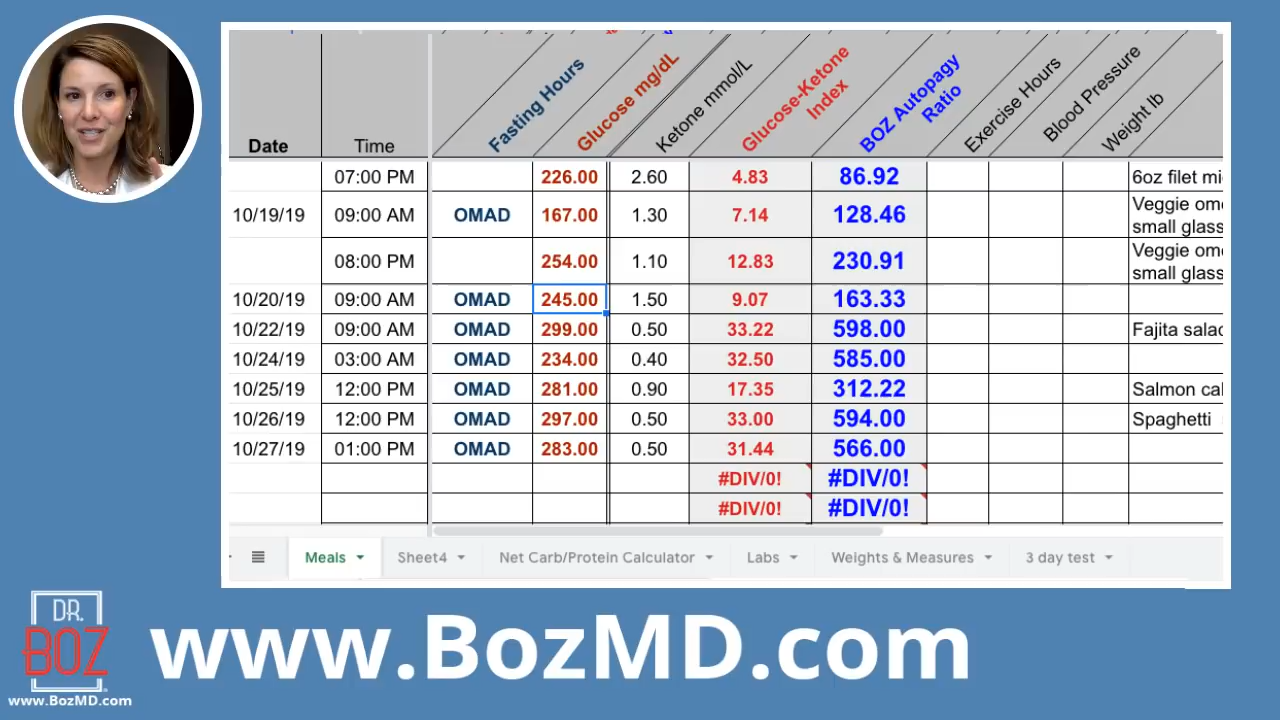 Date Time Fasting Hours Glucose mg/dL Ketone mmol/L Glucose-Ketone Index BOZ Autopagy Ratio Exercise Hours Blood Pressure Weight lb
07:00 PM 226.00 2.60 4.83 86.92 6oz filet
10/19/19 09:00 AM OMAD 167.00 1.30 7.14 128.46 Veggie
small glass
08:00 PM 254.00 1.10 12.83 230.91 Veggie
small glass
10/20/19 09:00 AM OMAD 245.00 1.50 9.07 163.33
10/22/19 09:00 AM OMAD 299.00 0.50 33.22 598.00 Fajita
10/24/19 03:00 AM OMAD 234.00 0.40 32.50 585.00
10/25/19 12:00 PM OMAD 281.00 0.90 17.35 312.22 Salmon
10/26/19 12:00 PM OMAD 297.00 0.50 33.00 594.00 Spaghetti
10/27/19 01:00 PM OMAD 283.00 0.50 31.44 566.00
#DIV/0! #DIV/0!
#DIV/0! #DIV/0!
Meals Sheet4 Net Carb/Protein Calculator Labs Weights & Measures 3 day test
DR.
BOZ
www.BozMD.com
www.BozMD.com